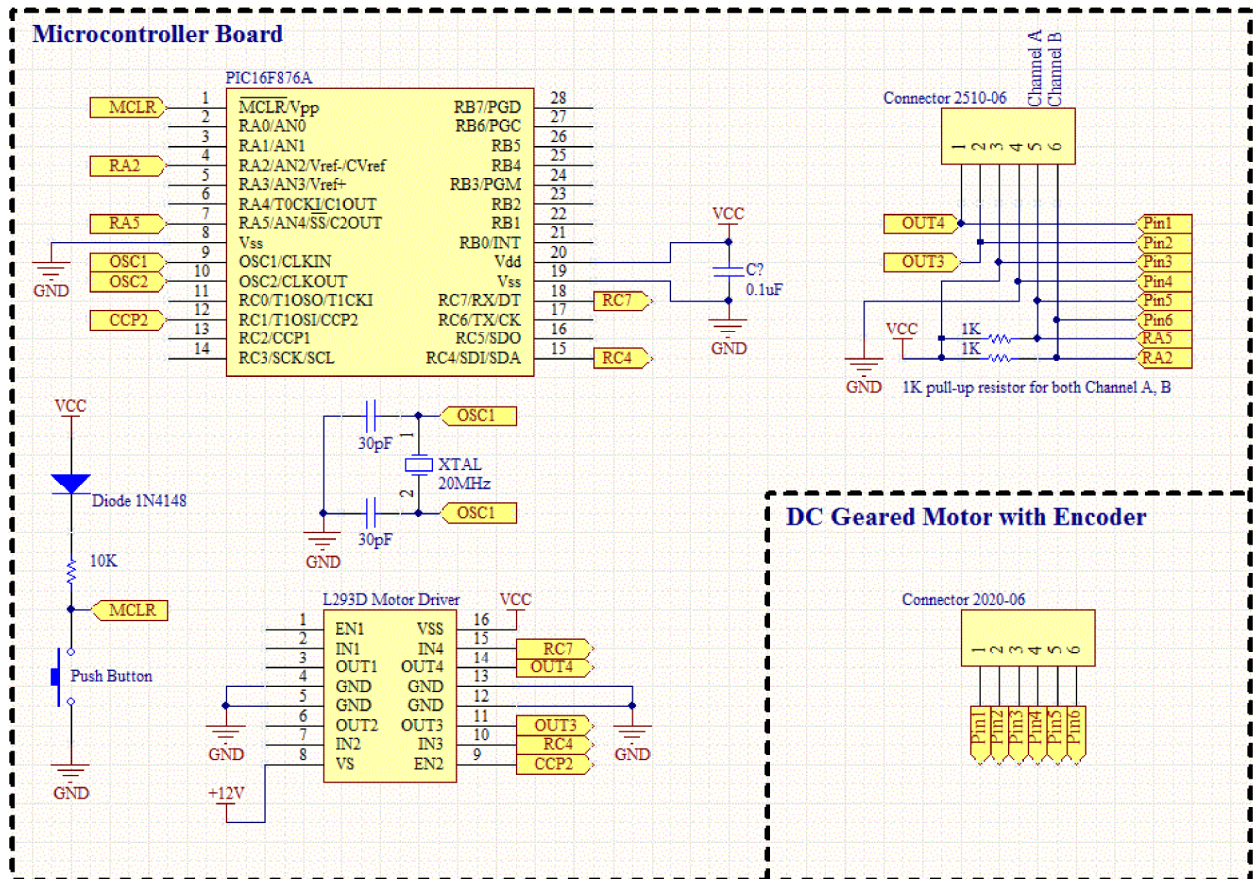 Microcontroller Board
PIC16F876A
MCLR
RA2
RA5
OSC1
OSC2
CCP2
GND
1 MCLR/Vpp
2 RA0/AN0
3 RA1/AN1
4 RA2/AN2/Vref-/CVref
5 RA3/AN3/Vref+
6 RA4/T0CKI/C1OUT
7 RA5/AN4/SS/C2OUT
8 Vss
9 OSC1/CLKIN
10 OSC2/CLKOUT
11 RC0/T1OSO/T1CKI
12 RC1/T1OSI/CCP2
13 RC2/CCP1
14 RC3/SCK/SCL
RB7/PGD 28
RB6/PGC 27
RB5 26
RB4 25
RB3/PGM 24
RB2 23
RB1 22
RB0/INT 21
Vdd 20
Vss 19
RC7/RX/DT 18
RC6/TX/CK 17
RC5/SDO 16
RC4/SDI/SDA 15
RC7
RC4
VCC
C?
0.1uF
GND
Channel A
Channel B
Connector 2510-06
1 2 3 4 5 6
OUT4
OUT3
VCC
GND
1K
1K
Pin1
Pin2
Pin3
Pin4
Pin5
Pin6
RA5
RA2
1K pull-up resistor for both Channel A, B
VCC
Diode 1N4148
10K
MCLR
Push Button
GND
30pF
OSC1
1
XTAL
20MHz
2
OSC1
30pF
GND
L293D Motor Driver
VCC
1 EN1
2 IN1
3 OUT1
4 GND
5 GND
6 OUT2
7 IN2
8 VS
VSS 16
IN4 15
OUT4 14
GND 13
GND 12
OUT3 11
IN3 10
EN2 9
RC7
OUT4
OUT3
RC4
CCP2
GND
GND
+12V
DC Geared Motor with Encoder
Connector 2020-06
1 2 3 4 5 6
Pin1
Pin2
Pin3
Pin4
Pin5
Pin6